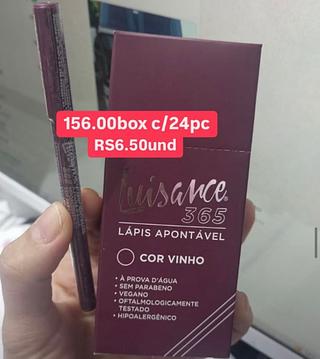 156.00box c/24pc
RS6.50und
Luisance®
365
LÁPIS APONTÁVEL
COR VINHO
• À PROVA D'ÁGUA
• SEM PARABENO
• VEGANO
• OFTALMOLOGICAMENTE
TESTADO
• HIPOALERGÊNICO